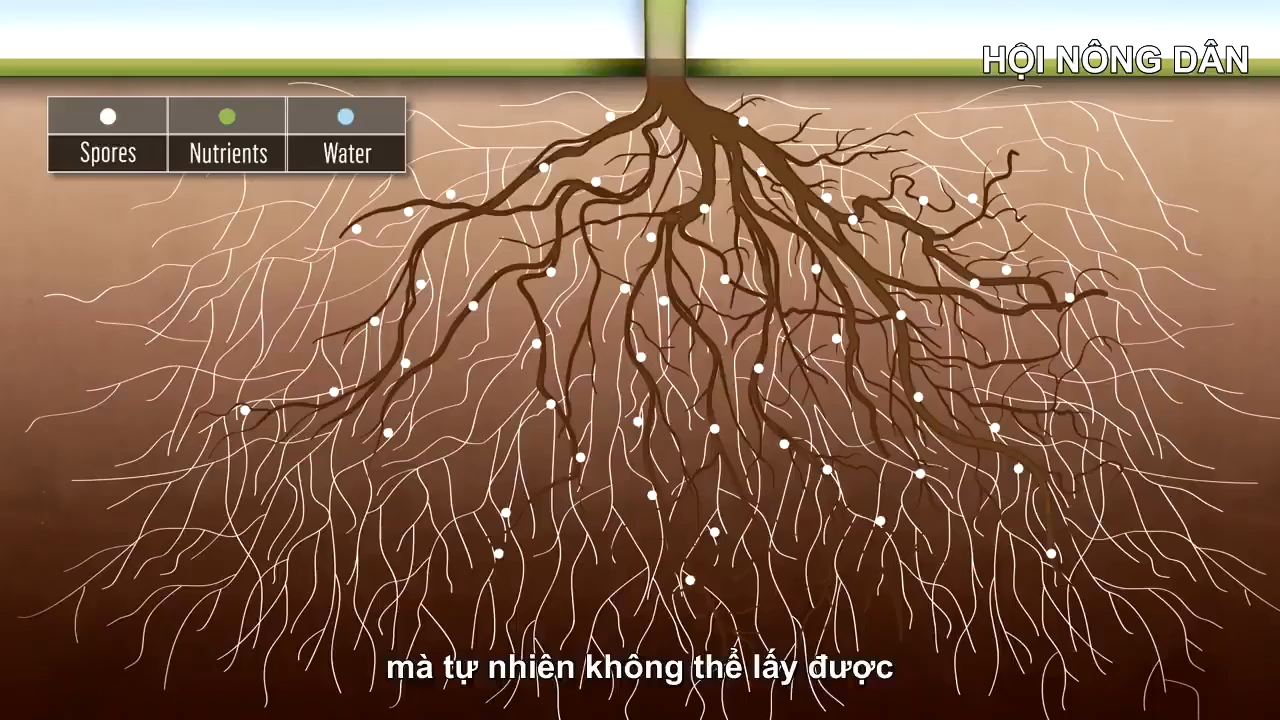 HỘI NÔNG DÂN
Spores
Nutrients
Water
mà tự nhiên không thể lấy được